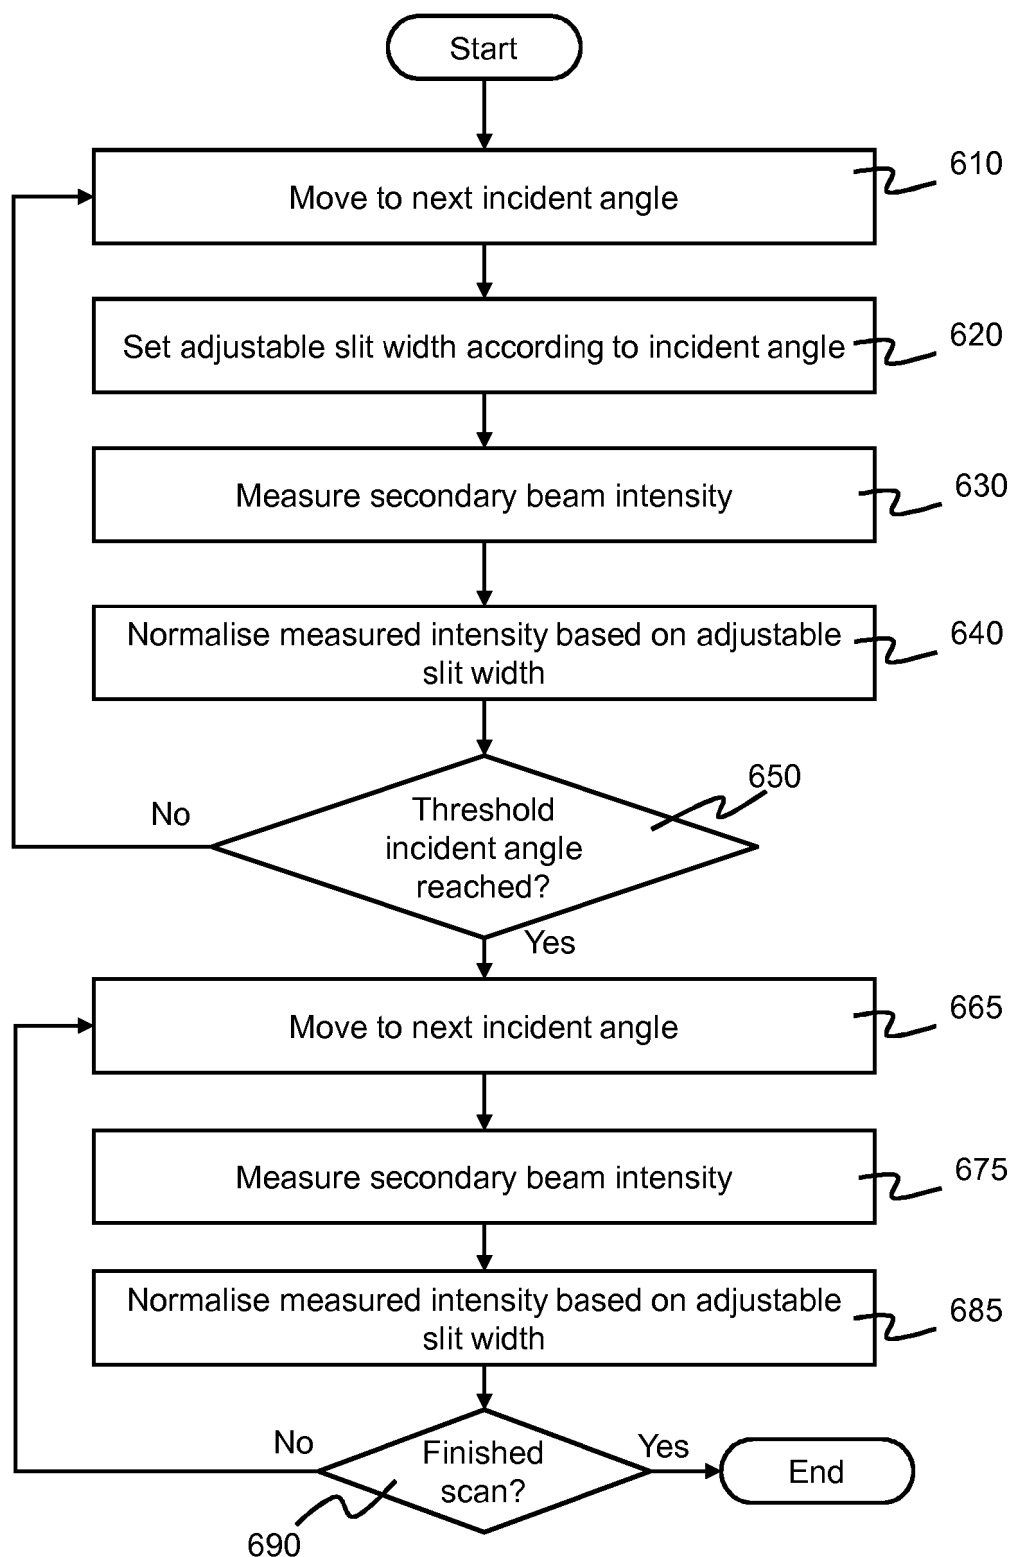 Start
Move to next incident angle
610
Set adjustable slit width according to incident angle
620
Measure secondary beam intensity
630
Normalise measured intensity based on adjustable
slit width
640
Threshold
incident angle
reached?
650
No
Yes
Move to next incident angle
665
Measure secondary beam intensity
675
Normalise measured intensity based on adjustable
slit width
685
Finished
scan?
No
Yes
End
690